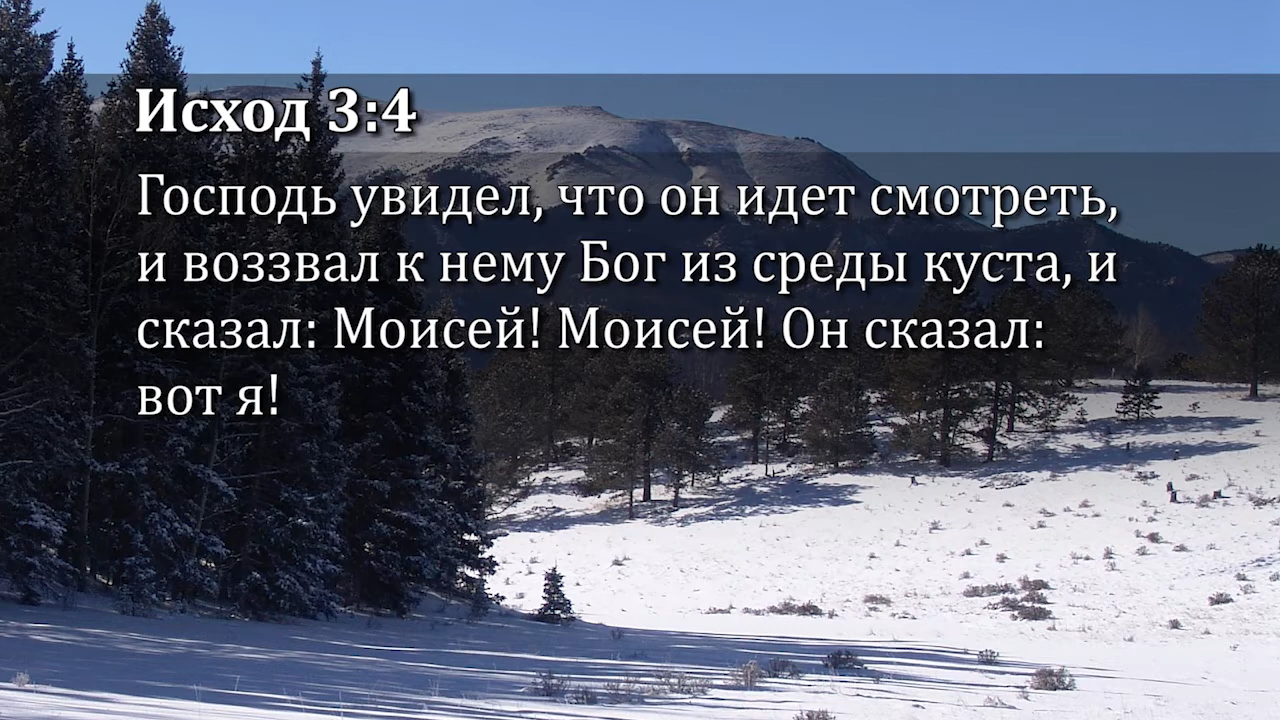 Исход 3:4
Господь увидел, что он идет смотреть,
и воззвал к нему Бог из среды куста, и
сказал: Моисей! Моисей! Он сказал:
вот я!